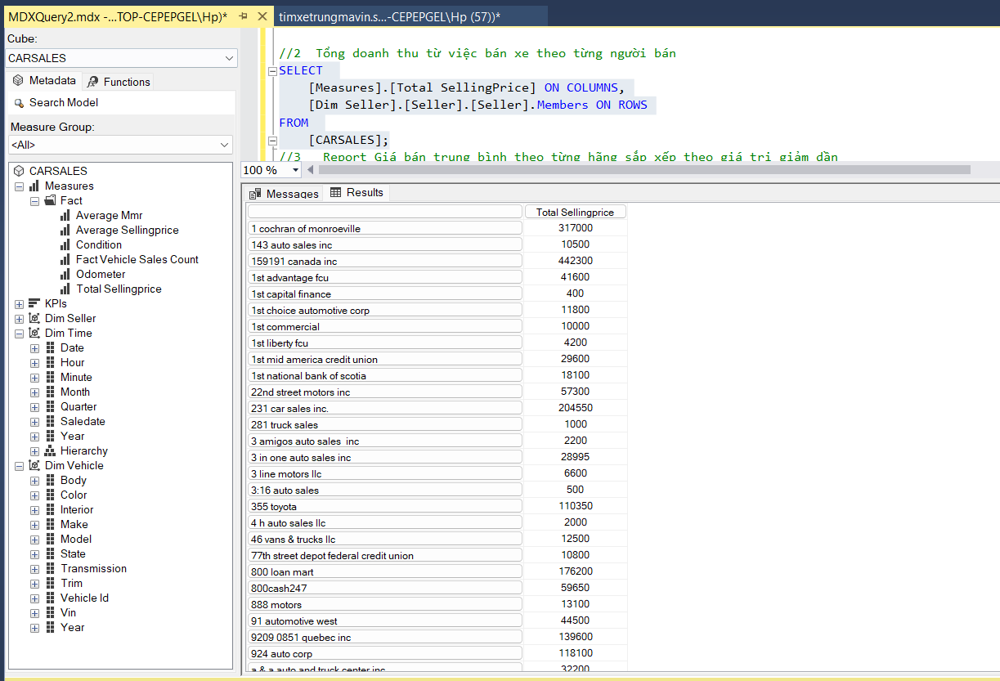 MDXQuery2.mdx -...TOP-CEPEPGEL\Hp)*
timxetrungmavin.s...-CEPEPGEL\Hp (57))*
Cube:
CARSALES
Metadata
Functions
Search Model
Measure Group:
<All>
CARSALES
Measures
Fact
Average Mmr
Average Sellingprice
Condition
Fact Vehicle Sales Count
Odometer
Total Sellingprice
KPIs
Dim Seller
Dim Time
Date
Hour
Minute
Month
Quarter
Saledate
Year
Hierarchy
Dim Vehicle
Body
Color
Interior
Make
Model
State
Transmission
Trim
Vehicle Id
Vin
Year
//2  Tổng doanh thu từ việc bán xe theo từng người bán
SELECT
[Measures].[Total SellingPrice] ON COLUMNS,
[Dim Seller].[Seller].[Seller].Members ON ROWS
FROM
[CARSALES];
//3  Report Giá bán trung bình theo từng hãng sắp xếp theo giá trị giảm dần
100 %
Messages
Results
Total Sellingprice
1 cochran of monroeville 317000
143 auto sales inc 10500
159191 canada inc 442300
1st advantage fcu 41600
1st capital finance 400
1st choice automotive corp 11800
1st commercial 10000
1st liberty fcu 4200
1st mid america credit union 29600
1st national bank of scotia 18100
22nd street motors inc 57300
231 car sales inc. 204550
281 truck sales 1000
3 amigos auto sales  inc 2200
3 in one auto sales inc 28995
3 line motors llc 6600
3:16 auto sales 500
355 toyota 110350
4 h auto sales llc 2000
46 vans & trucks llc 12500
77th street depot federal credit union 10800
800 loan mart 176200
800cash247 59650
888 motors 13100
91 automotive west 44500
9209 0851 quebec inc 139600
924 auto corp 118100
a & a auto and truck center inc 32200